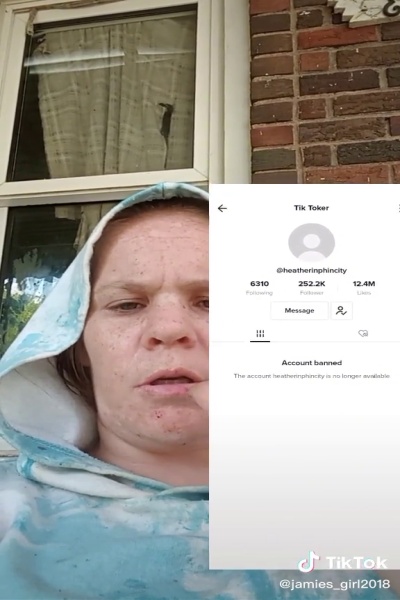 Tik Toker
@heatherinphincity
6310 252.2K 12.4M
Following Follower Likes
Message
Account banned
The account heatherinphincity is no longer available
TikTok
@jamies_girl2018